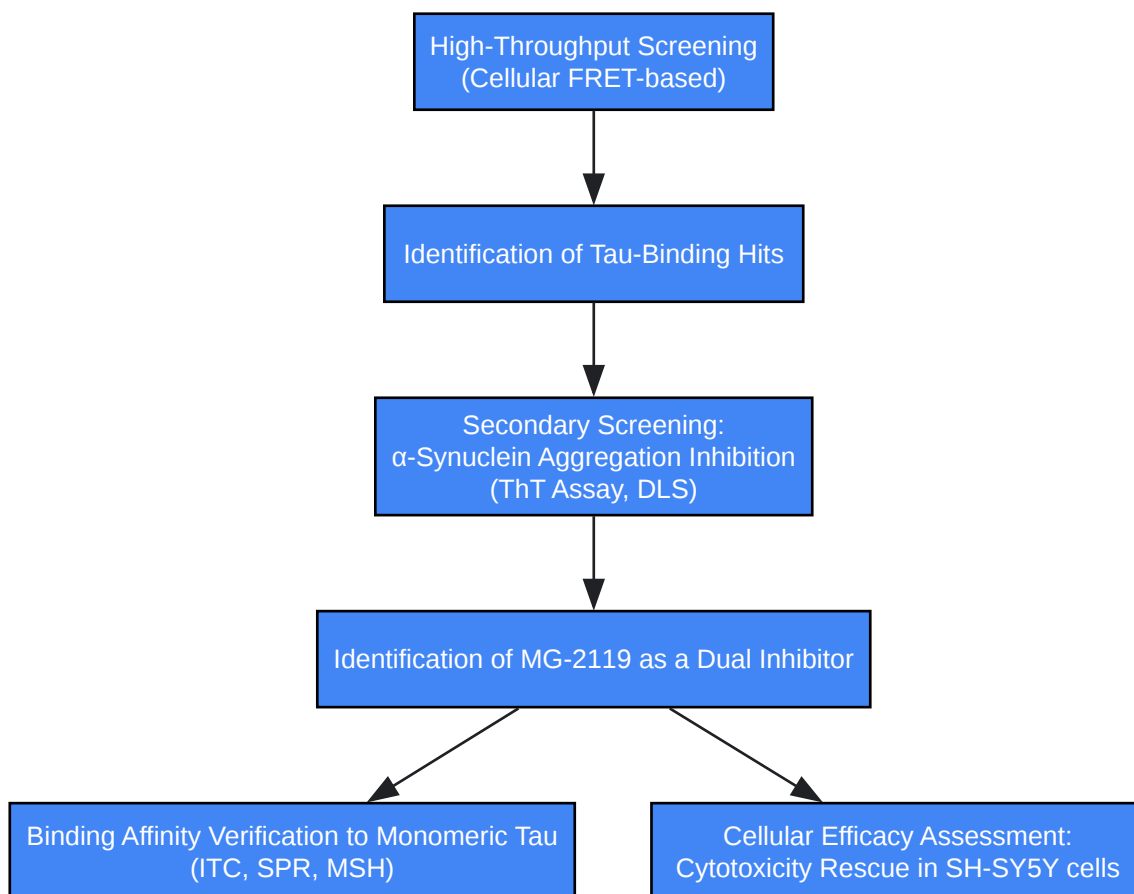 High-Throughput Screening
(Cellular FRET-based)
Identification of Tau-Binding Hits
Secondary Screening:
α-Synuclein Aggregation Inhibition
(ThT Assay, DLS)
Identification of MG-2119 as a Dual Inhibitor
Binding Affinity Verification to Monomeric Tau
(ITC, SPR, MSH)
Cellular Efficacy Assessment:
Cytotoxicity Rescue in SH-SY5Y cells